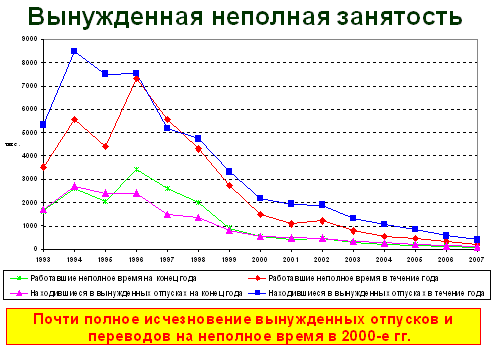 Вынужденная неполная занятость
9000
8000
7000
6000
5000
4000
3000
2000
1000
0
1993 1994 1995 1996 1997 1998 1999 2000 2001 2002 2003 2004 2005 2006 2007
Работавшие неполное время на конец года Работавшие неполное время в течение года
Находившиеся в вынужденных отпусках на конец года Находившиеся в вынужденных отпусках в течение года
Почти полное исчезновение вынужденных отпусков и
переводов на неполное время в 2000-е гг.